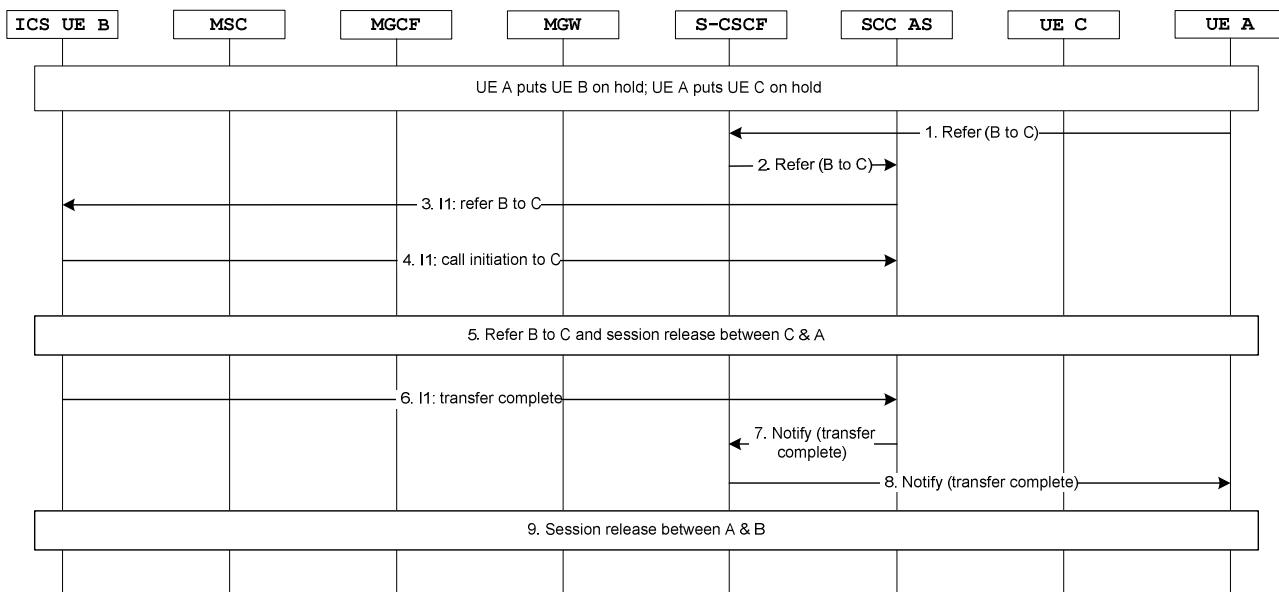 ICS UE B
MSC
MGCF
MGW
S-CSCF
SCC AS
UE C
UE A
UE A puts UE B on hold; UE A puts UE C on hold
1. Refer (B to C)
2. Refer (B to C)
3. I1: refer B to C
4. I1: call initiation to C
5. Refer B to C and session release between C & A
6. I1: transfer complete
7. Notify (transfer
complete)
8. Notify (transfer complete)
9. Session release between A & B